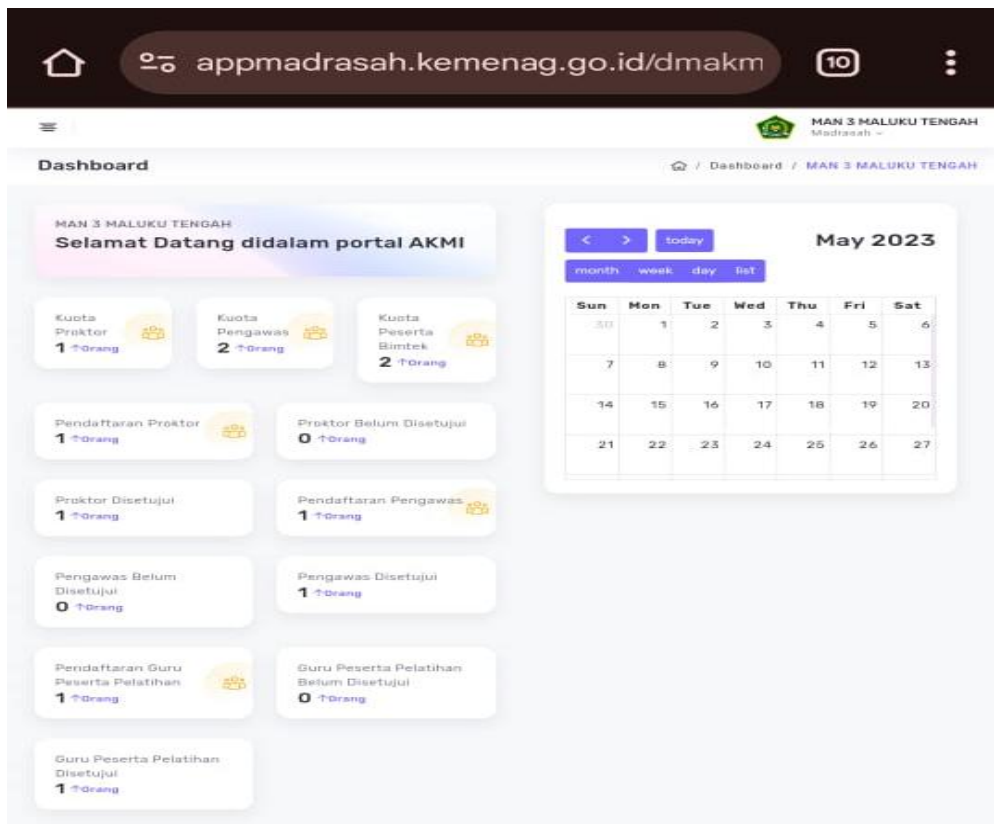 appmadrasah.kemenag.go.id/dmakm
10
MAN 3 MALUKU TENGAH
Madrasah
Dashboard
/ Dashboard / MAN 3 MALUKU TENGAH
MAN 3 MALUKU TENGAH
Selamat Datang didalam portal AKMI
Kuota
Proktor
1 ↑Orang
Kuota
Pengawas
2 ↑Orang
Kuota
Peserta
Bimtek
2 ↑Orang
Pendaftaran Proktor
1 ↑Orang
Proktor Belum Disetujui
0 ↑Orang
Proktor Disetujui
1 ↑Orang
Pendaftaran Pengawas
1 ↑Orang
Pengawas Belum
Disetujui
0 ↑Orang
Pengawas Disetujui
1 ↑Orang
Pendaftaran Guru
Peserta Pelatihan
1 ↑Orang
Guru Peserta Pelatihan
Belum Disetujui
0 ↑Orang
Guru Peserta Pelatihan
Disetujui
1 ↑Orang
< > today May 2023
month week day list
Sun Mon Tue Wed Thu Fri Sat
30 1 2 3 4 5 6
7 8 9 10 11 12 13
14 15 16 17 18 19 20
21 22 23 24 25 26 27